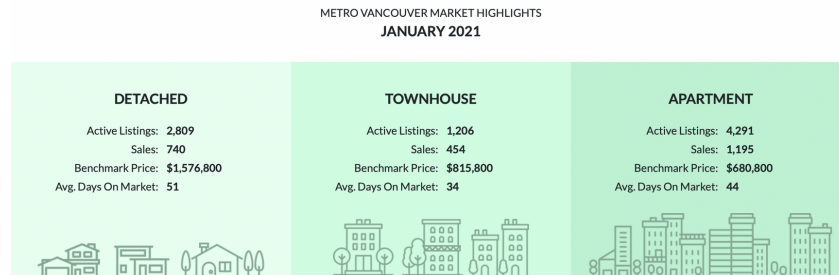 METRO VANCOUVER MARKET HIGHLIGHTS
JANUARY 2021
DETACHED
Active Listings: 2,809
Sales: 740
Benchmark Price: $1,576,800
Avg. Days On Market: 51
TOWNHOUSE
Active Listings: 1,206
Sales: 454
Benchmark Price: $815,800
Avg. Days On Market: 34
APARTMENT
Active Listings: 4,291
Sales: 1,195
Benchmark Price: $680,800
Avg. Days On Market: 44